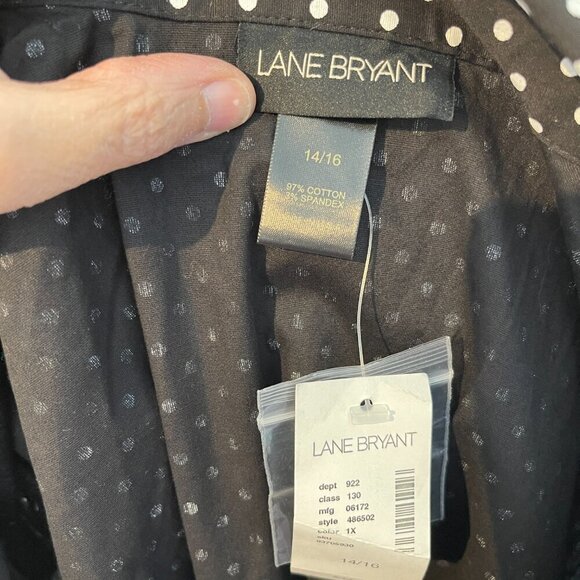 LANE BRYANT
14/16
97% COTTON
3% SPANDEX
LANE BRYANT
dept 922
class 130
mfg 06172
style 486502
color 1X
sku
14/16